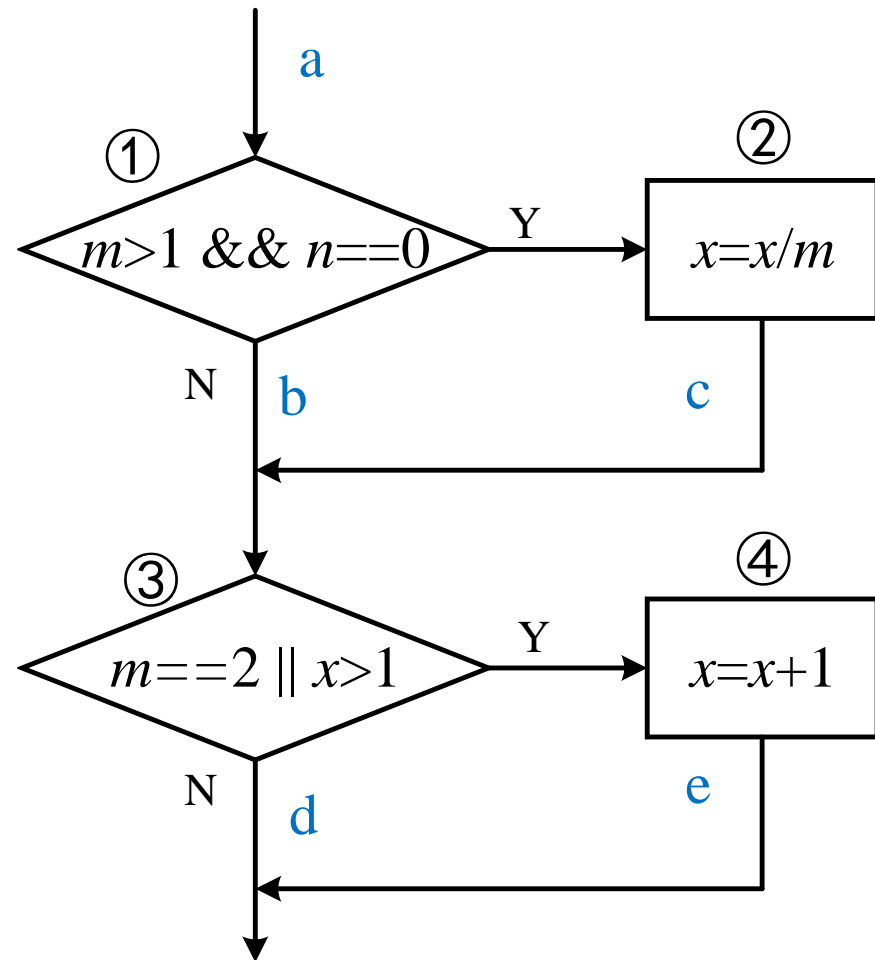 a
①
②
m>1 && n==0
Y
x=x/m
N
b
c
③
④
m==2 || x>1
Y
x=x+1
N
d
e